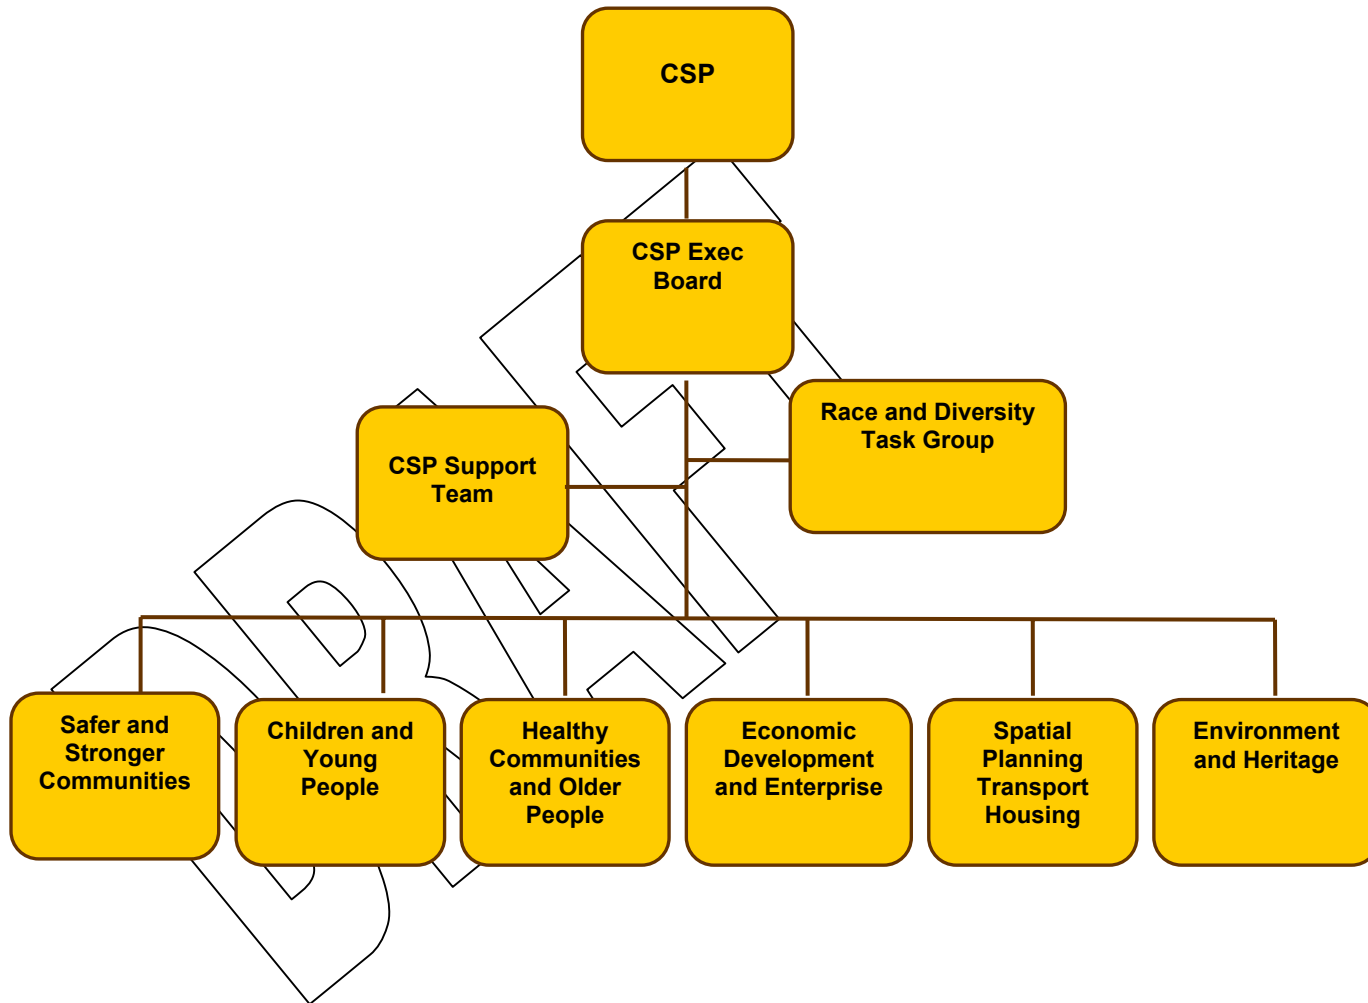 CSP
CSP Exec
Board
Race and Diversity
Task Group
CSP Support
Team
Safer and
Stronger
Communities
Children and
Young
People
Healthy
Communities
and Older
People
Economic
Development
and Enterprise
Spatial
Planning
Transport
Housing
Environment
and Heritage
DRAFT